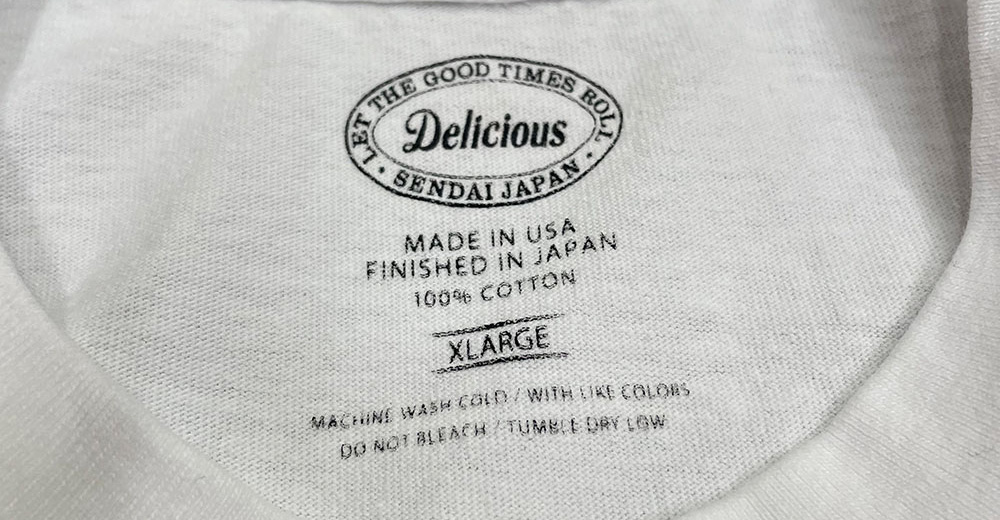 LET THE GOOD TIMES ROLL
Delicious
· SENDAI JAPAN ·
MADE IN USA
FINISHED IN JAPAN
100% COTTON
XLARGE
MACHINE WASH COLD / WITH LIKE COLORS
DO NOT BLEACH / TUMBLE DRY LOW